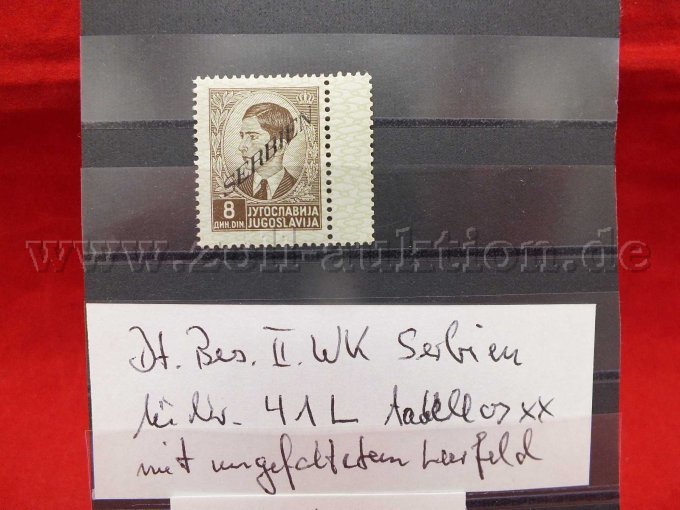 SERBIEN
8 ЈУГОСЛАВИЈА
ДИН. DIN. JUGOSLAVIJA
www.zoll-auktion.de
Dt. Bes. II. WK Serbien
Mi Nr. 41 L tadellos xx
mit ungefaltetem Leerfeld